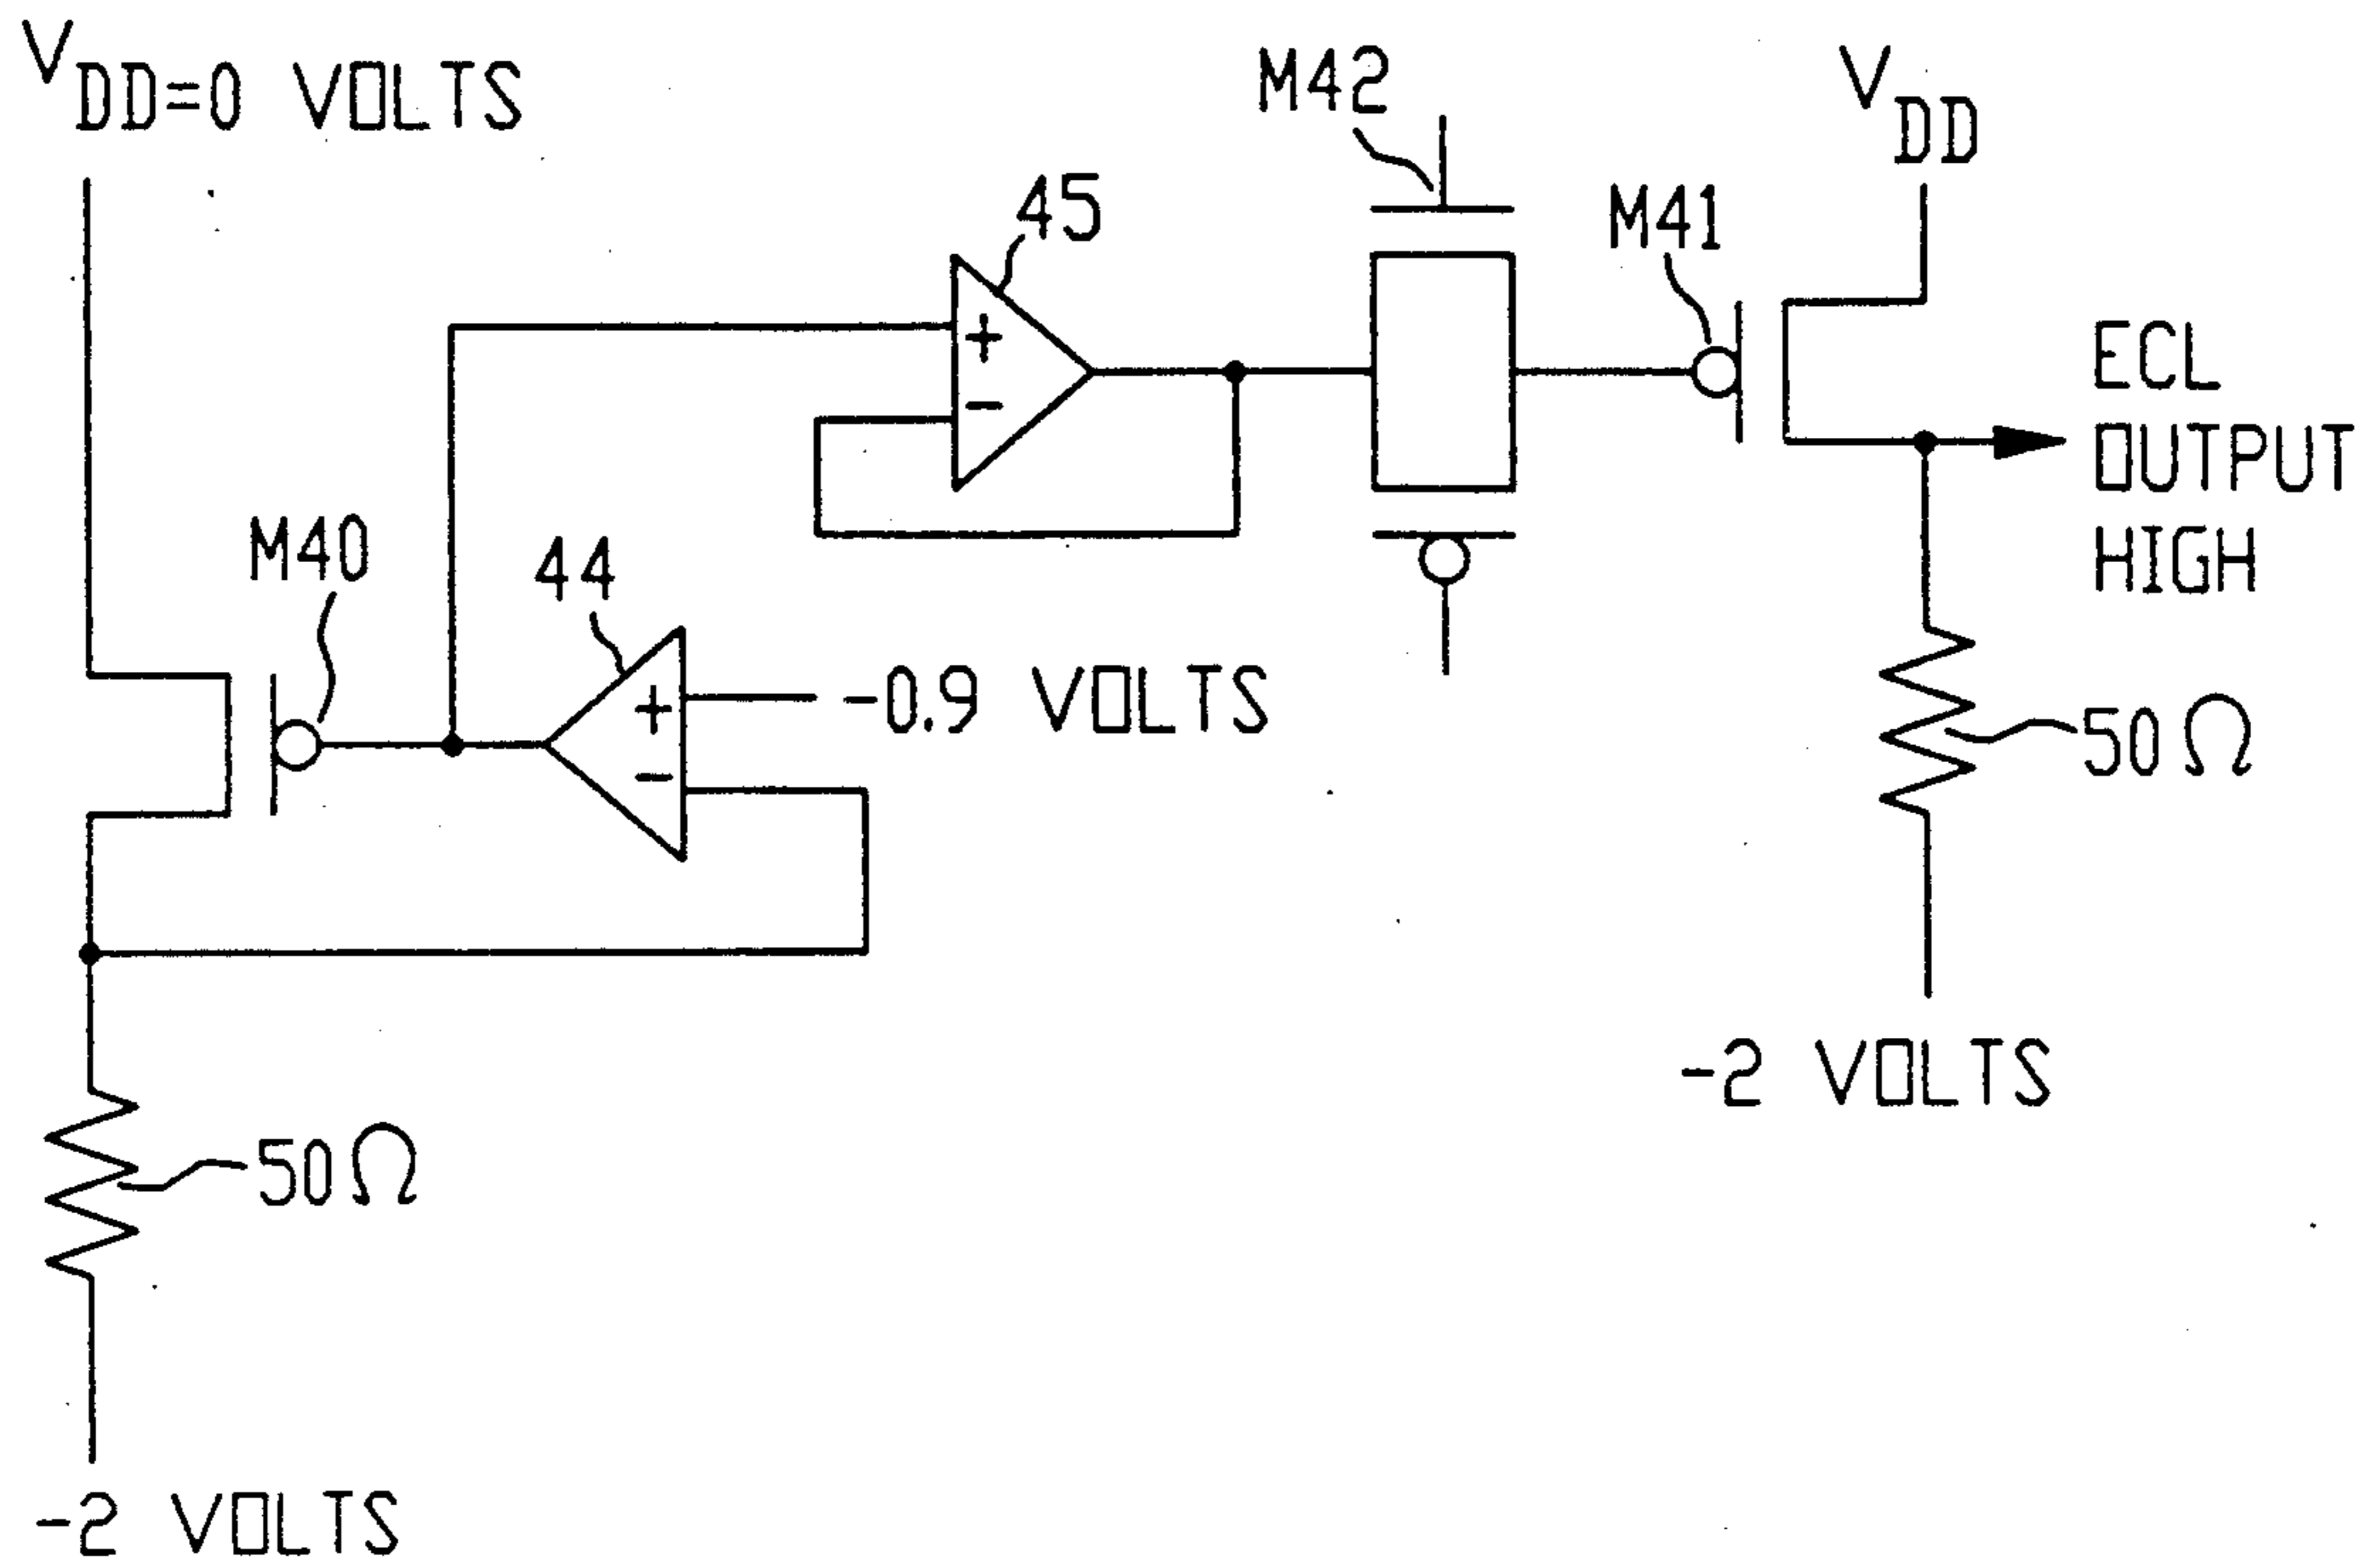 VDD=0 VOLTS
M42
VDD
45
M41
ECL
OUTPUT
HIGH
+
-
M40
44
+
-
-0.9 VOLTS
50Ω
-2 VOLTS
50Ω
-2 VOLTS